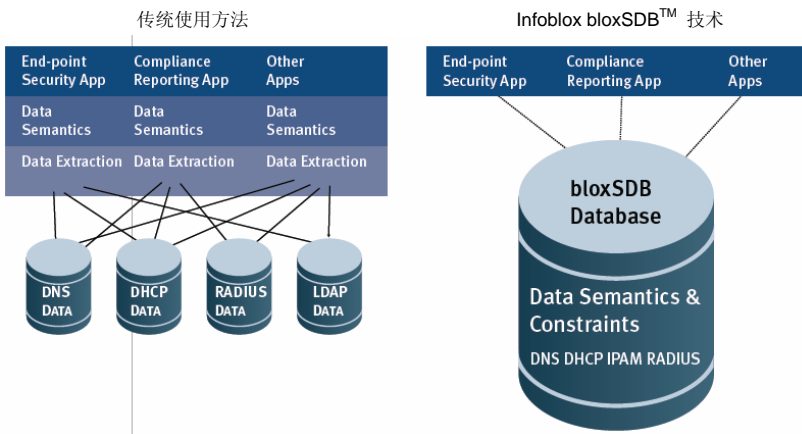 传统使用方法
End-point Security App
Compliance Reporting App
Other Apps
Data Semantics
Data Semantics
Data Semantics
Data Extraction
Data Extraction
Data Extraction
DNS DATA
DHCP DATA
RADIUS DATA
LDAP DATA
Infoblox bloxSDB™ 技术
End-point Security App
Compliance Reporting App
Other Apps
bloxSDB Database
Data Semantics & Constraints
DNS DHCP IPAM RADIUS